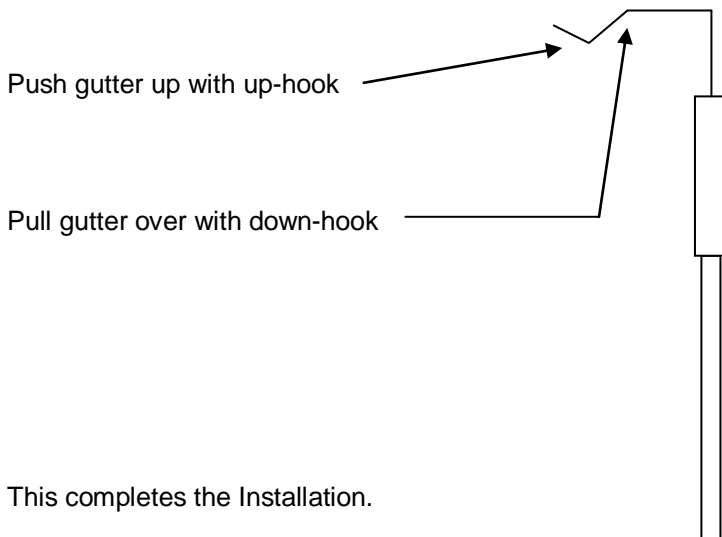 Push gutter up with up-hook
Pull gutter over with down-hook
This completes the Installation.